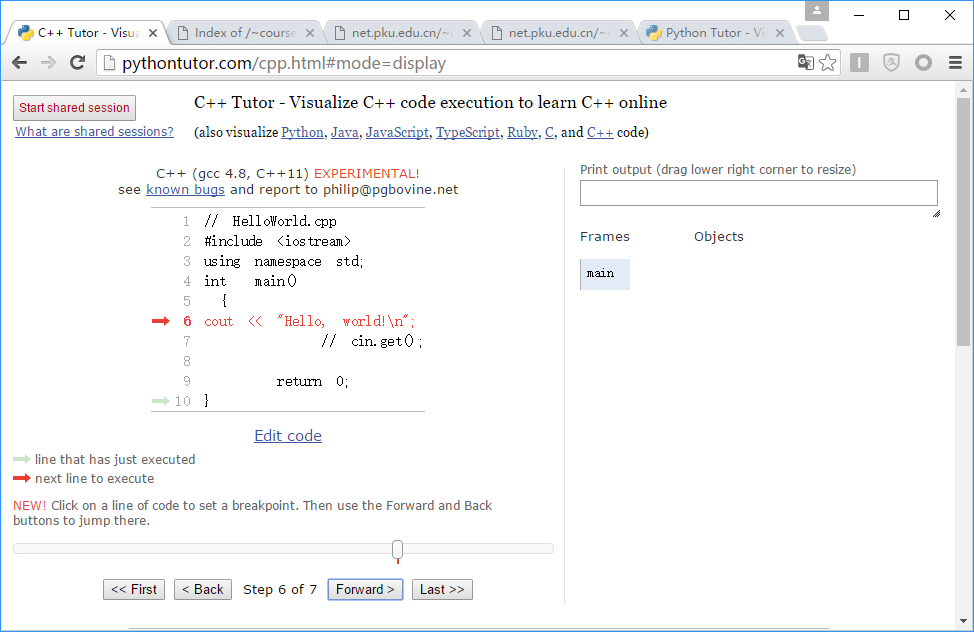 C++ Tutor - Visua
Index of /~course
net.pku.edu.cn/~
net.pku.edu.cn/~
Python Tutor - Vi
pythontutor.com/cpp.html#mode=display
Start shared session
What are shared sessions?
C++ Tutor - Visualize C++ code execution to learn C++ online
(also visualize Python, Java, JavaScript, TypeScript, Ruby, C, and C++ code)
C++ (gcc 4.8, C++11) EXPERIMENTAL!
see known bugs and report to philip@pgbovine.net
1 // HelloWorld.cpp
2 #include <iostream>
3 using namespace std;
4 int main()
5 {
6 cout << "Hello, world!\n";
7 // cin.get();
8
9 return 0;
10 }
Edit code
line that has just executed
next line to execute
NEW! Click on a line of code to set a breakpoint. Then use the Forward and Back
buttons to jump there.
<< First
< Back
Step 6 of 7
Forward >
Last >>
Print output (drag lower right corner to resize)
Frames
Objects
main